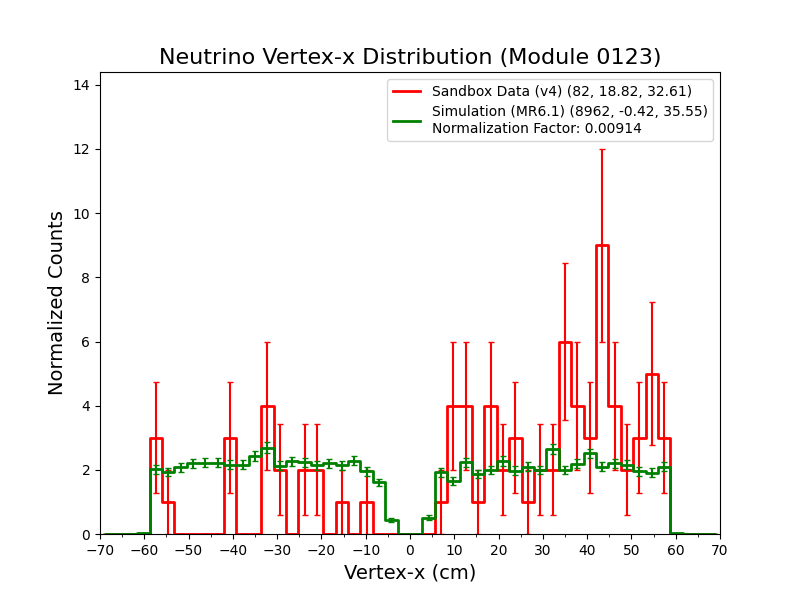 Neutrino Vertex-x Distribution (Module 0123)
Sandbox Data (v4) (82, 18.82, 32.61)
Simulation (MR6.1) (8962, -0.42, 35.55)
Normalization Factor: 0.00914
Normalized Counts
14
12
10
8
6
4
2
0
−70 −60 −50 −40 −30 −20 −10 0 10 20 30 40 50 60 70
Vertex-x (cm)